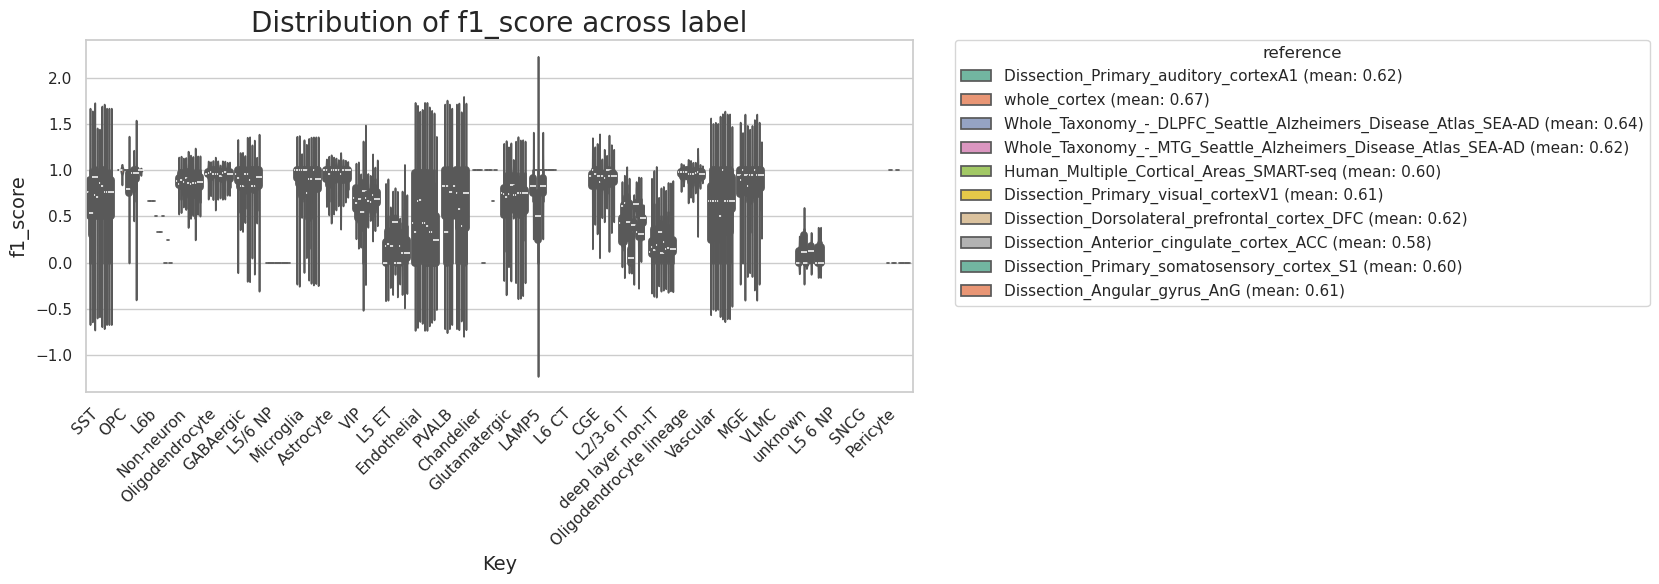 Distribution of f1_score across label
f1_score
2.0
1.5
1.0
0.5
0.0
−0.5
−1.0
SST
OPC
L6b
Non-neuron
Oligodendrocyte
GABAergic
L5/6 NP
Microglia
Astrocyte
VIP
L5 ET
Endothelial
PVALB
Chandelier
Glutamatergic
LAMP5
L6 CT
CGE
L2/3-6 IT
deep layer non-IT
Oligodendrocyte lineage
Vascular
MGE
VLMC
unknown
L5 6 NP
SNCG
Pericyte
Key
reference
Dissection_Primary_auditory_cortexA1 (mean: 0.62)
whole_cortex (mean: 0.67)
Whole_Taxonomy_-_DLPFC_Seattle_Alzheimers_Disease_Atlas_SEA-AD (mean: 0.64)
Whole_Taxonomy_-_MTG_Seattle_Alzheimers_Disease_Atlas_SEA-AD (mean: 0.62)
Human_Multiple_Cortical_Areas_SMART-seq (mean: 0.60)
Dissection_Primary_visual_cortexV1 (mean: 0.61)
Dissection_Dorsolateral_prefrontal_cortex_DFC (mean: 0.62)
Dissection_Anterior_cingulate_cortex_ACC (mean: 0.58)
Dissection_Primary_somatosensory_cortex_S1 (mean: 0.60)
Dissection_Angular_gyrus_AnG (mean: 0.61)